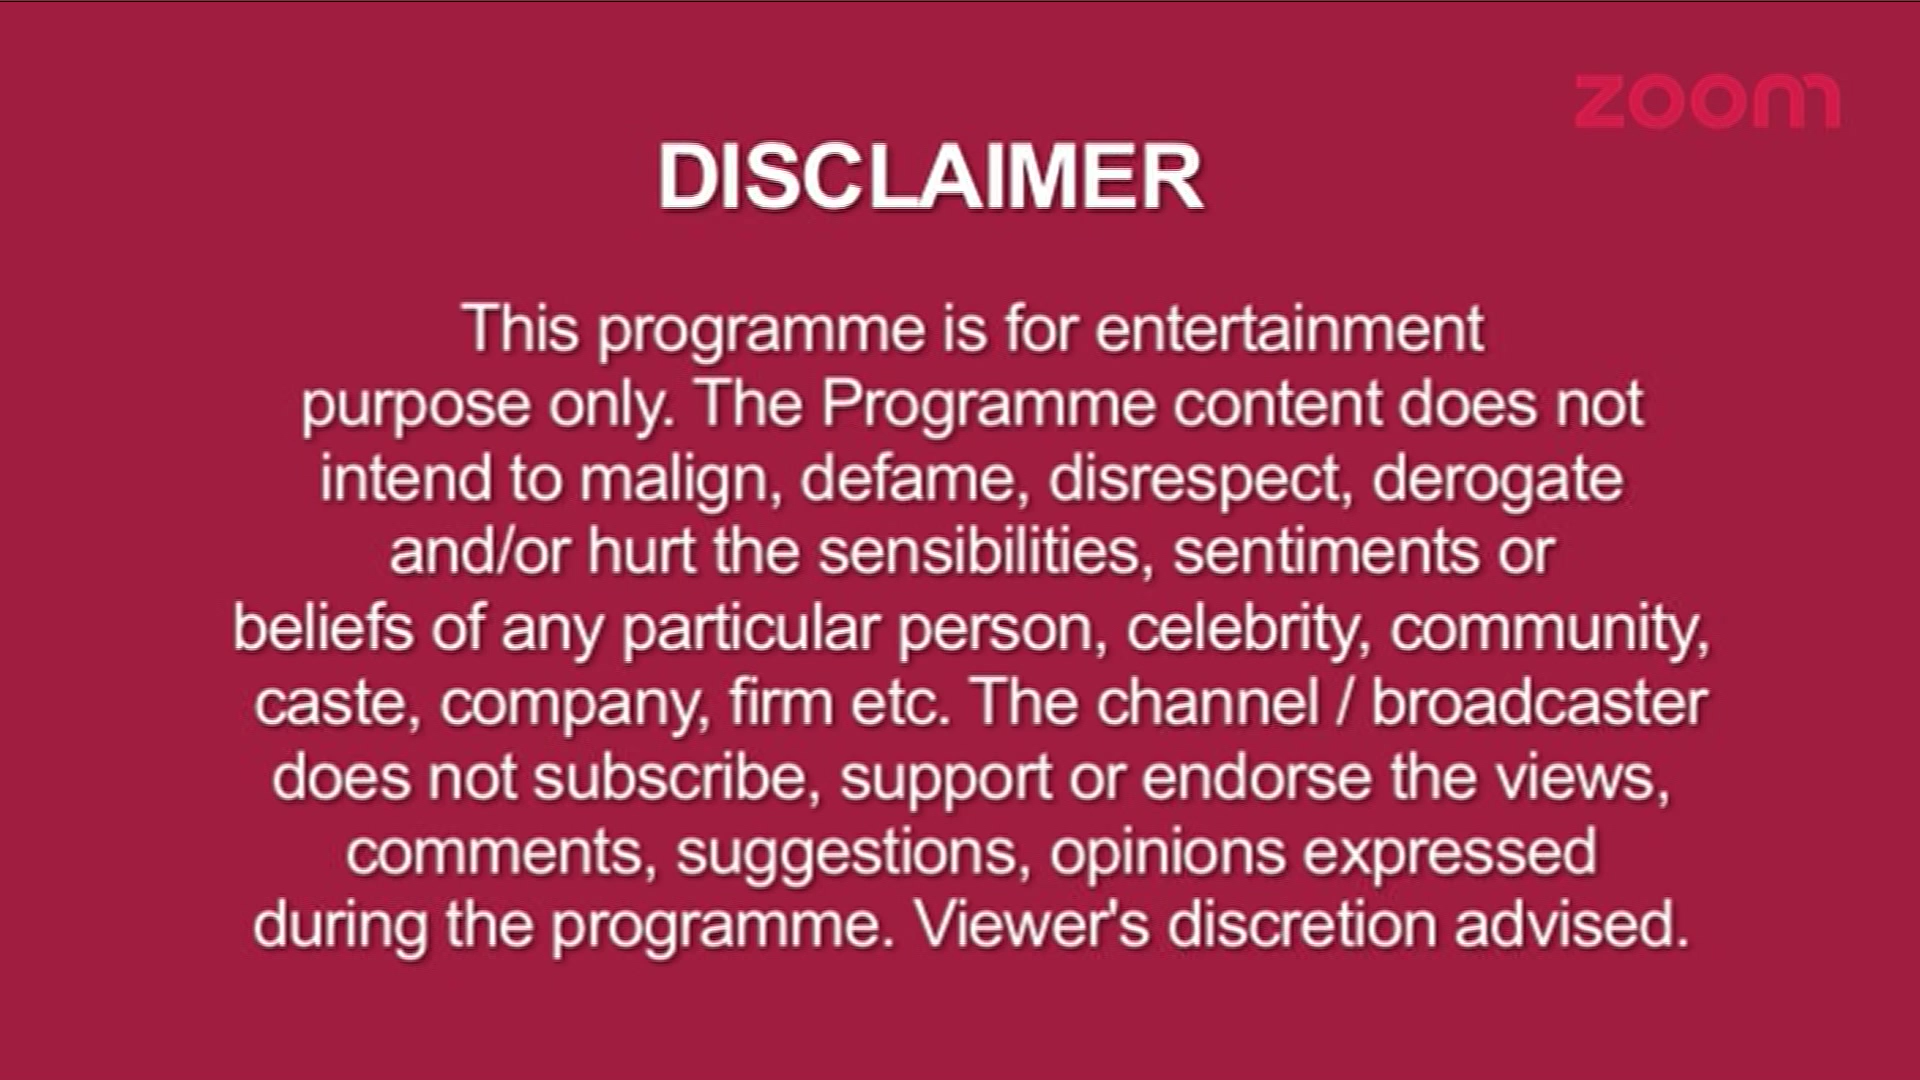 zoom
DISCLAIMER
This programme is for entertainment
purpose only. The Programme content does not
intend to malign, defame, disrespect, derogate
and/or hurt the sensibilities, sentiments or
beliefs of any particular person, celebrity, community,
caste, company, firm etc. The channel / broadcaster
does not subscribe, support or endorse the views,
comments, suggestions, opinions expressed
during the programme. Viewer's discretion advised.